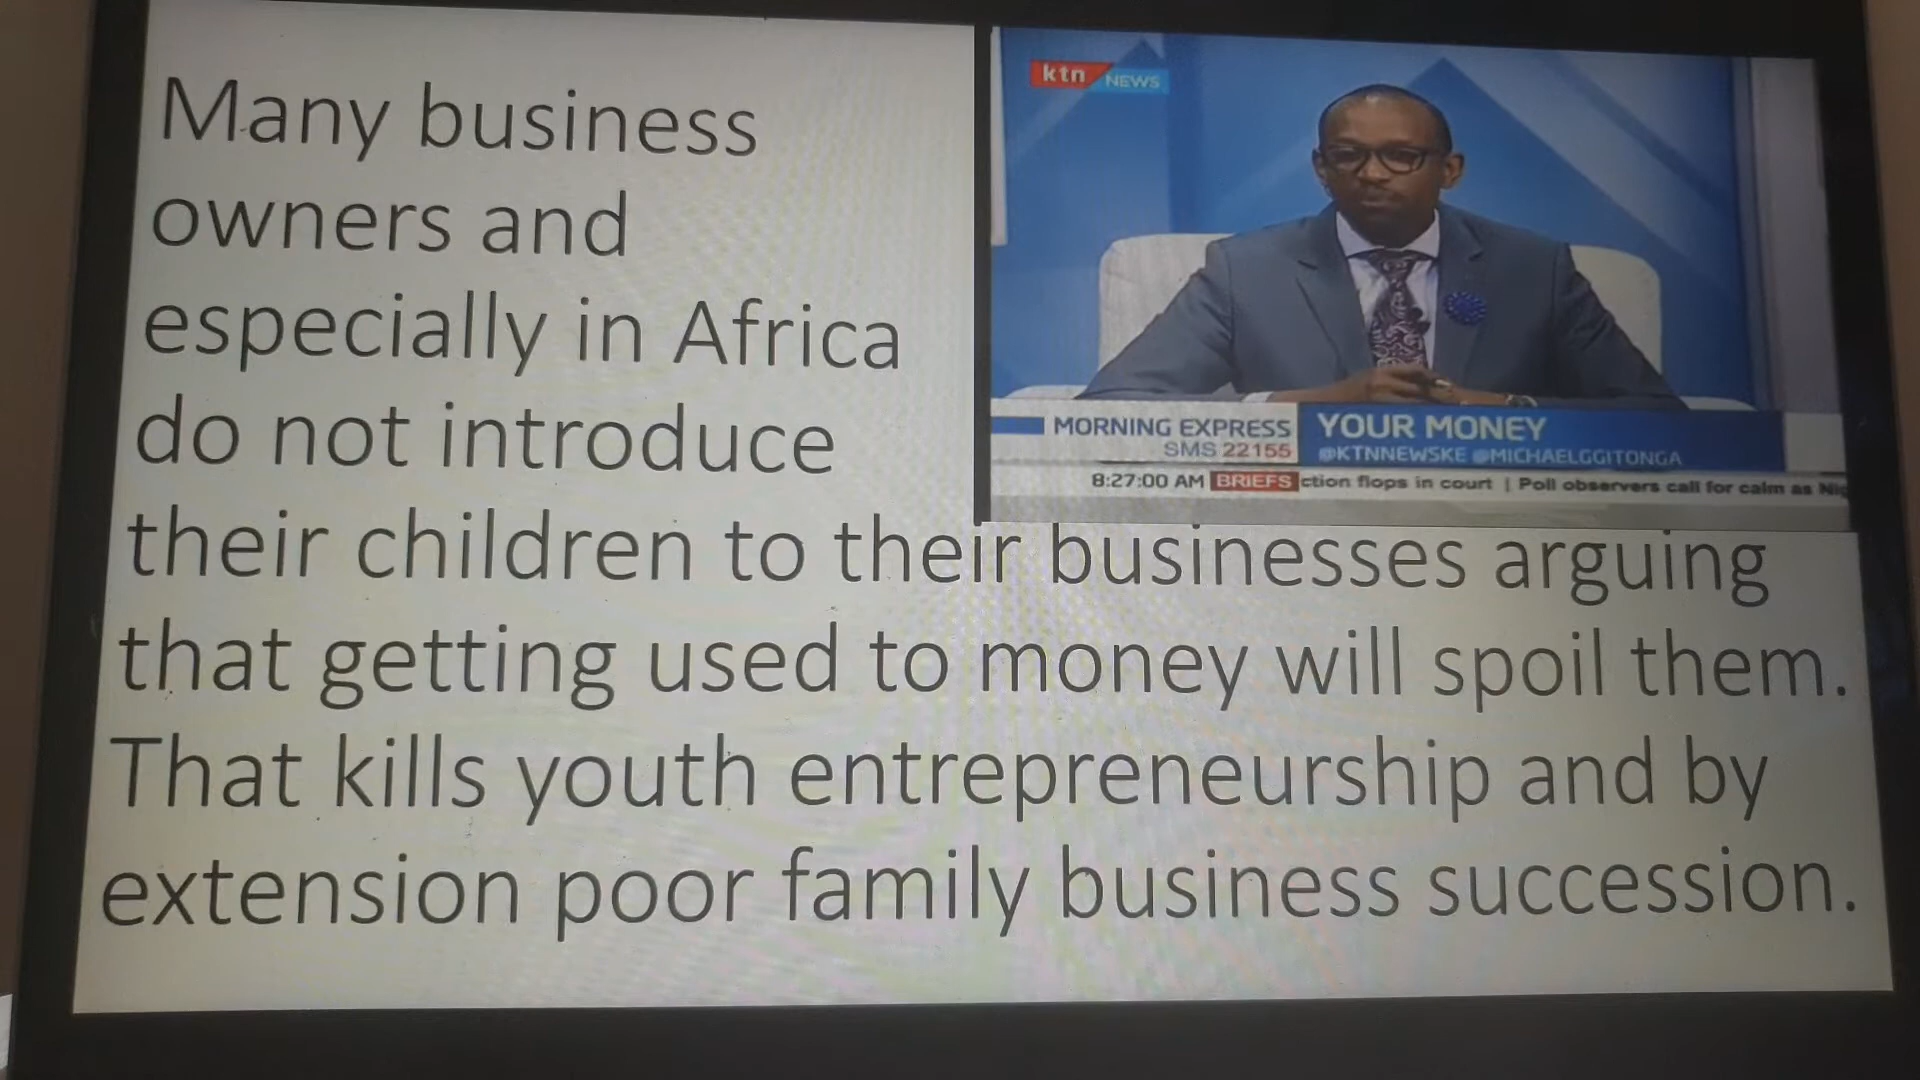 Many business
owners and
especially in Africa
do not introduce
their children to their businesses arguing
that getting used to money will spoil them.
That kills youth entrepreneurship and by
extension poor family business succession.
ktn NEWS
MORNING EXPRESS
SMS 22155
YOUR MONEY
@KTNNEWSKE @MICHAELGGITONGA
8:27:00 AM BRIEFS ction flops in court | Poll observers call for calm as